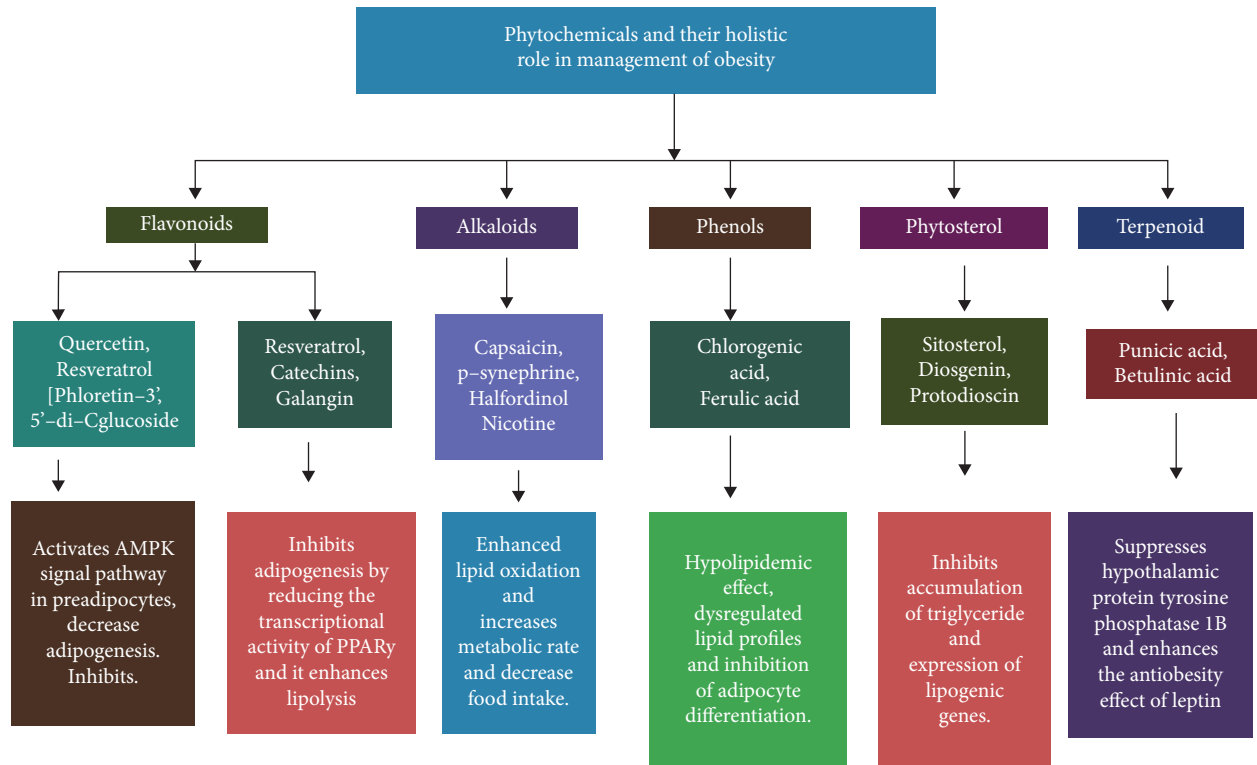 Phytochemicals and their holistic
role in management of obesity
Flavonoids
Alkaloids
Phenols
Phytosterol
Terpenoid
Quercetin,
Resveratrol
[Phloretin–3’,
5’–di–Cglucoside
Resveratrol,
Catechins,
Galangin
Capsaicin,
p–synephrine,
Halfordinol
Nicotine
Chlorogenic
acid,
Ferulic acid
Sitosterol,
Diosgenin,
Protodioscin
Punicic acid,
Betulinic acid
Activates AMPK
signal pathway
in preadipocytes,
decrease
adipogenesis.
Inhibits.
Inhibits
adipogenesis by
reducing the
transcriptional
activity of PPARy
and it enhances
lipolysis
Enhanced
lipid oxidation
and
increases
metabolic rate
and decrease
food intake.
Hypolipidemic
effect,
dysregulated
lipid profiles
and inhibition
of adipocyte
differentiation.
Inhibits
accumulation
of triglyceride
and
expression of
lipogenic
genes.
Suppresses
hypothalamic
protein tyrosine
phosphatase 1B
and enhances
the antiobesity
effect of leptin